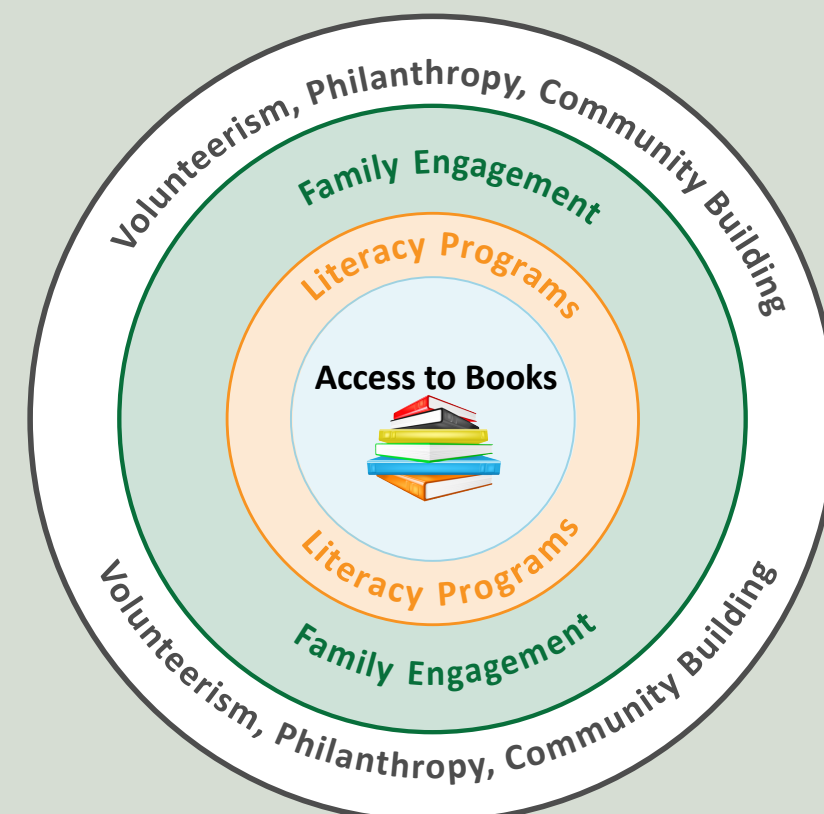 Volunteerism, Philanthropy, Community Building
Family Engagement
Literacy Programs
Access to Books
Literacy Programs
Family Engagement
Volunteerism, Philanthropy, Community Building